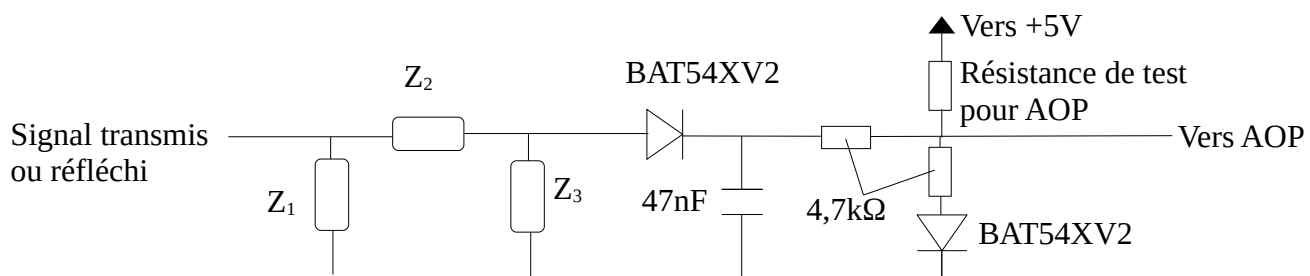 Vers +5V
BAT54XV2
Z2
Résistance de test
pour AOP
Signal transmis
ou réfléchi
Vers AOP
Z1
Z3
47nF
4,7kΩ
BAT54XV2